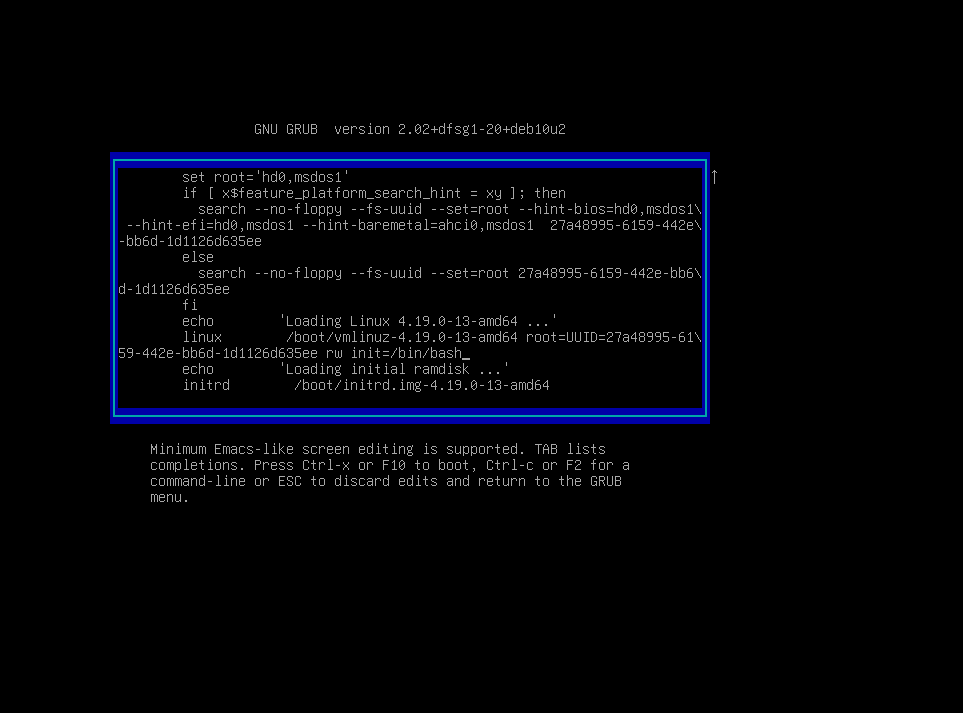 GNU GRUB  version 2.02+dfsg1-20+deb10u2
set root='hd0,msdos1'
if [ x$feature_platform_search_hint = xy ]; then
search --no-floppy --fs-uuid --set=root --hint-bios=hd0,msdos1\
--hint-efi=hd0,msdos1 --hint-baremetal=ahci0,msdos1  27a48995-6159-442e\
-bb6d-1d1126d635ee
else
search --no-floppy --fs-uuid --set=root 27a48995-6159-442e-bb6\
d-1d1126d635ee
fi
echo        'Loading Linux 4.19.0-13-amd64 ...'
linux        /boot/vmlinuz-4.19.0-13-amd64 root=UUID=27a48995-61\
59-442e-bb6d-1d1126d635ee rw init=/bin/bash_
echo        'Loading initial ramdisk ...'
initrd        /boot/initrd.img-4.19.0-13-amd64
Minimum Emacs-like screen editing is supported. TAB lists
completions. Press Ctrl-x or F10 to boot, Ctrl-c or F2 for a
command-line or ESC to discard edits and return to the GRUB
menu.